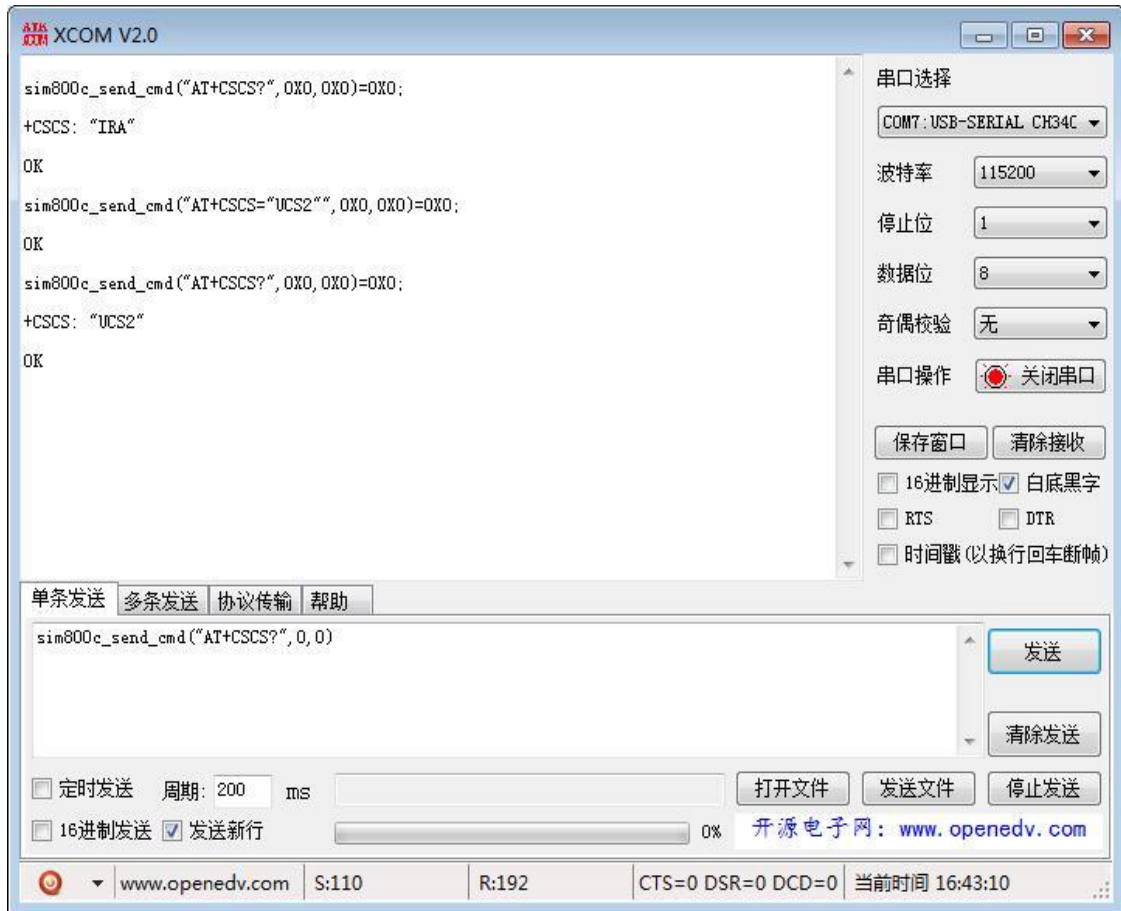 ATK COM XCOM V2.0
sim800c_send_cmd("AT+CSCS?",0X0,0X0)=0X0;
+CSCS: "IRA"
OK
sim800c_send_cmd("AT+CSCS="UCS2"",0X0,0X0)=0X0;
OK
sim800c_send_cmd("AT+CSCS?",0X0,0X0)=0X0;
+CSCS: "UCS2"
OK
串口选择
COM7:USB-SERIAL CH34C
波特率 115200
停止位 1
数据位 8
奇偶校验 无
串口操作 关闭串口
保存窗口 清除接收
16进制显示 白底黑字
RTS DTR
时间戳(以换行回车断帧)
单条发送 多条发送 协议传输 帮助
sim800c_send_cmd("AT+CSCS?",0,0)
发送
清除发送
定时发送 周期: 200 ms 打开文件 发送文件 停止发送
16进制发送 发送新行 0% 开源电子网: www.openedv.com
www.openedv.com S:110 R:192 CTS=0 DSR=0 DCD=0 当前时间 16:43:10